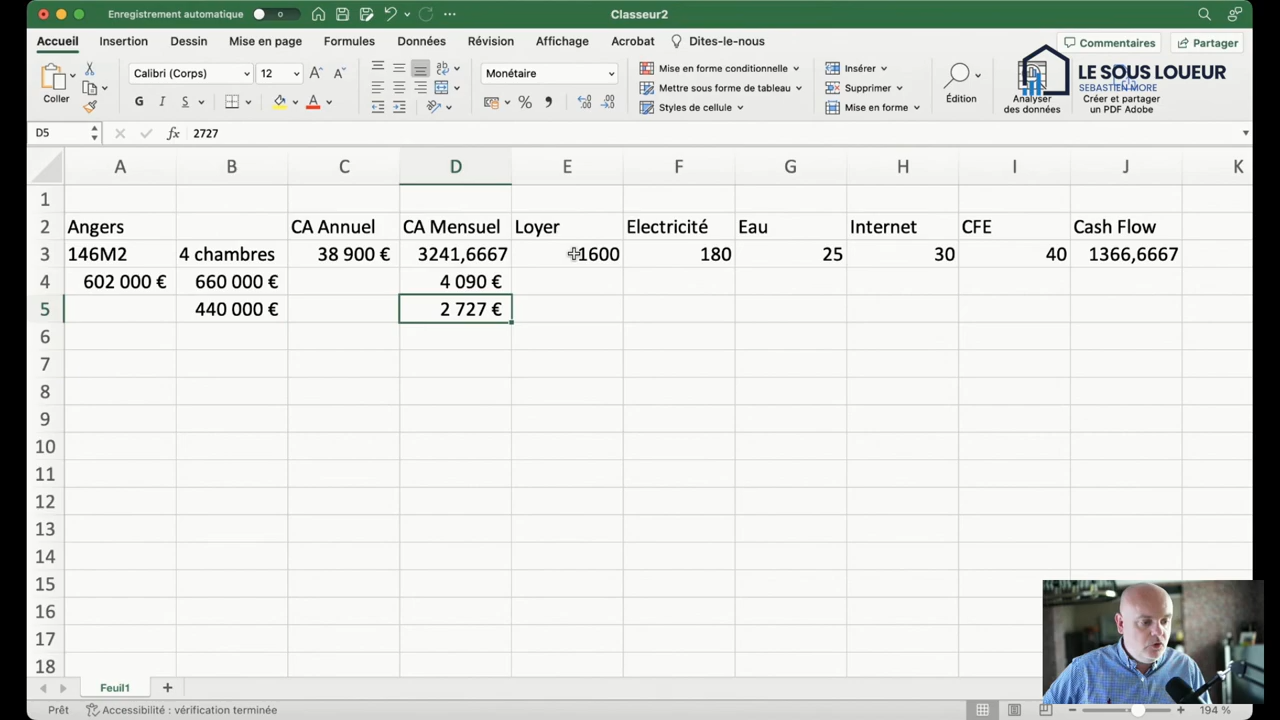 Enregistrement automatique
Classeur2
Accueil Insertion Dessin Mise en page Formules Données Révision Affichage Acrobat Dites-le-nous Commentaires Partager
Coller
Calibri (Corps) 12
G I S A
Monétaire
Mise en forme conditionnelle
Mettre sous forme de tableau
Styles de cellule
Insérer
Supprimer
Mise en forme
Édition
Analyser
des données
Créer et partager
un PDF Adobe
LE SOUS LOUEUR
SEBASTIEN MORE
D5 fx 2727
A B C D E F G H I J K
1
2 Angers CA Annuel CA Mensuel Loyer Electricité Eau Internet CFE Cash Flow
3 146M2 4 chambres 38 900 € 3241,6667 1600 180 25 30 40 1366,6667
4 602 000 € 660 000 € 4 090 €
5 440 000 € 2 727 €
6
7
8
9
10
11
12
13
14
15
16
17
18
Feuil1
Prêt Accessibilité : vérification terminée 194 %